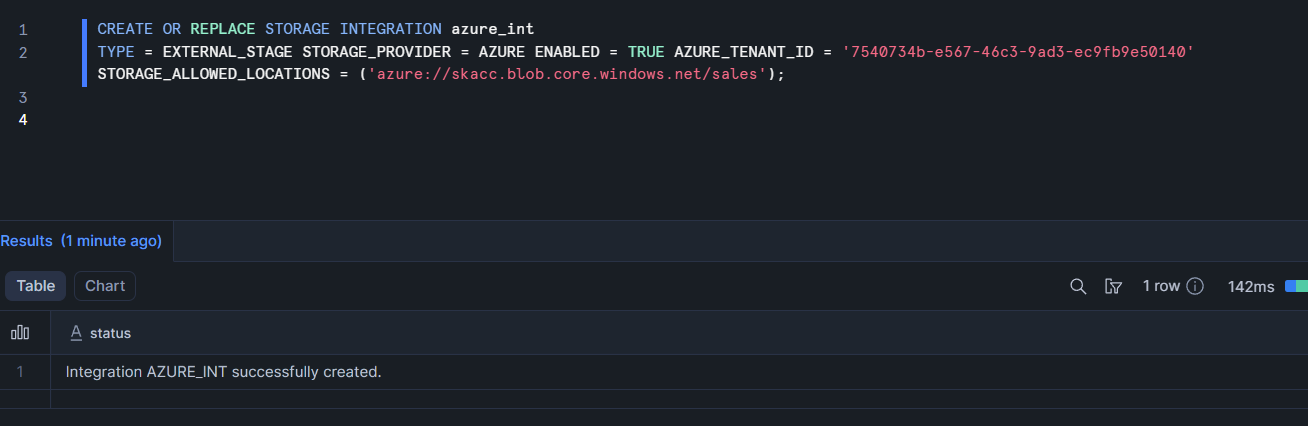 1 CREATE OR REPLACE STORAGE INTEGRATION azure_int
2 TYPE = EXTERNAL_STAGE STORAGE_PROVIDER = AZURE ENABLED = TRUE AZURE_TENANT_ID = '7540734b-e567-46c3-9ad3-ec9fb9e50140'
STORAGE_ALLOWED_LOCATIONS = ('azure://skacc.blob.core.windows.net/sales');
3
4
Results (1 minute ago)
Table Chart 1 row 142ms
A status
1 Integration AZURE_INT successfully created.